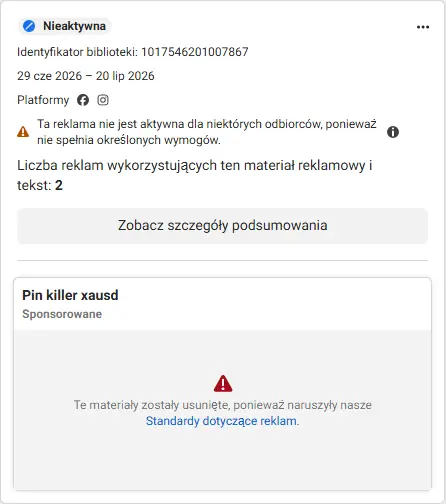 Nieaktywna
Identyfikator biblioteki: 1017546201007867
29 cze 2026 – 20 lip 2026
Platformy
Ta reklama nie jest aktywna dla niektórych odbiorców, ponieważ
nie spełnia określonych wymogów.
Liczba reklam wykorzystujących ten materiał reklamowy i
tekst: 2
Zobacz szczegóły podsumowania
Pin killer xausd
Sponsorowane
Te materiały zostały usunięte, ponieważ naruszyły nasze
Standardy dotyczące reklam.